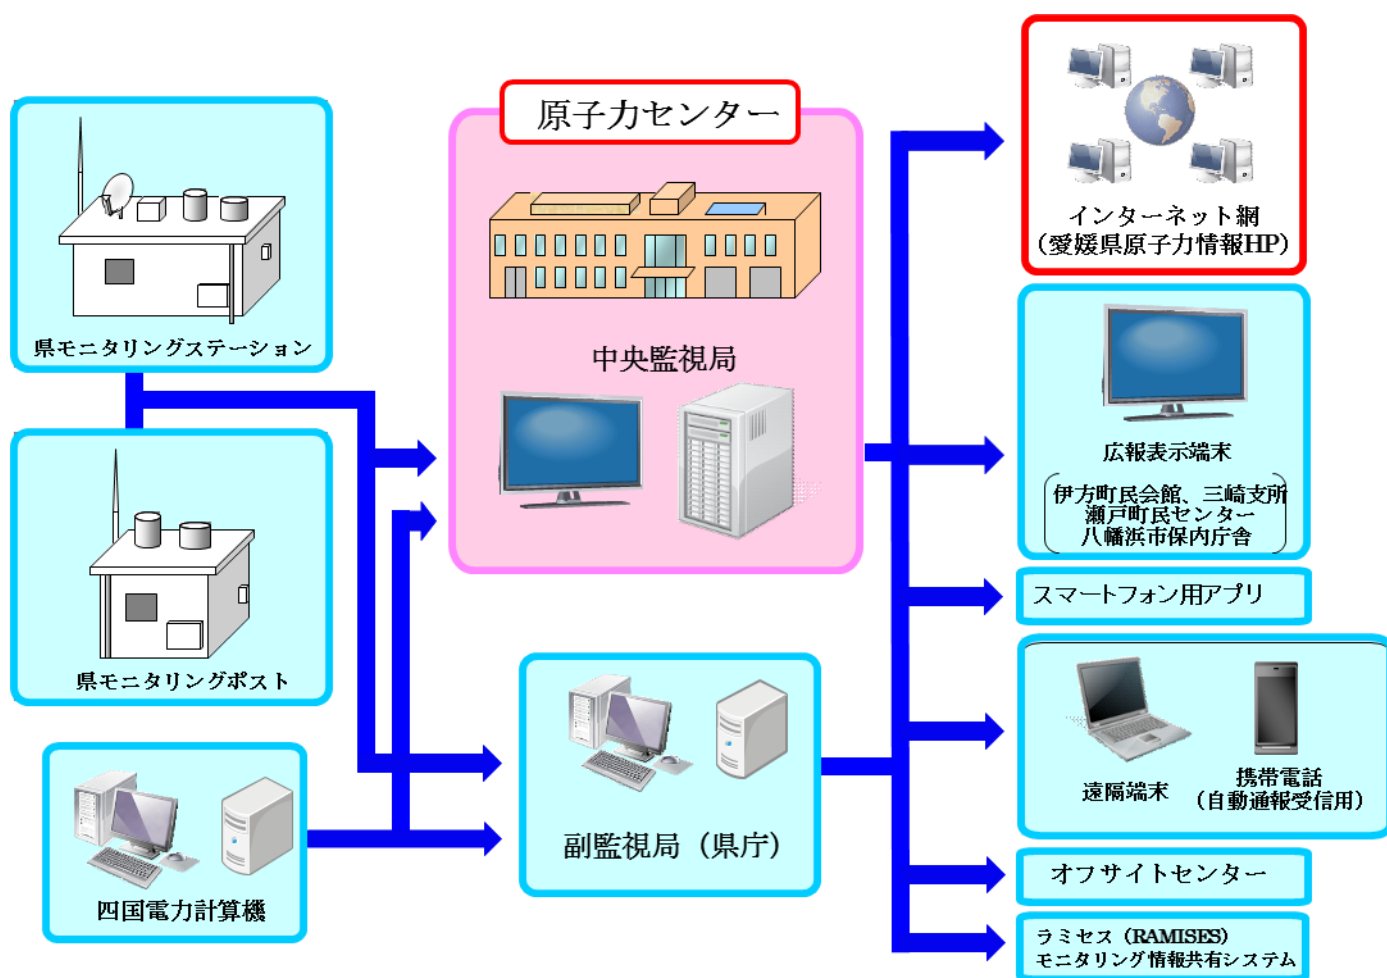 原子力センター
中央監視局
県モニタリングステーション
県モニタリングポスト
四国電力計算機
副監視局（県庁）
インターネット網
（愛媛県原子力情報HP）
広報表示端末
伊方町民会館、三崎支所
瀬戸町民センター
八幡浜市保内庁舎
スマートフォン用アプリ
遠隔端末
携帯電話
（自動通報受信用）
オフサイトセンター
ラミセス（RAMISES）
モニタリング情報共有システム